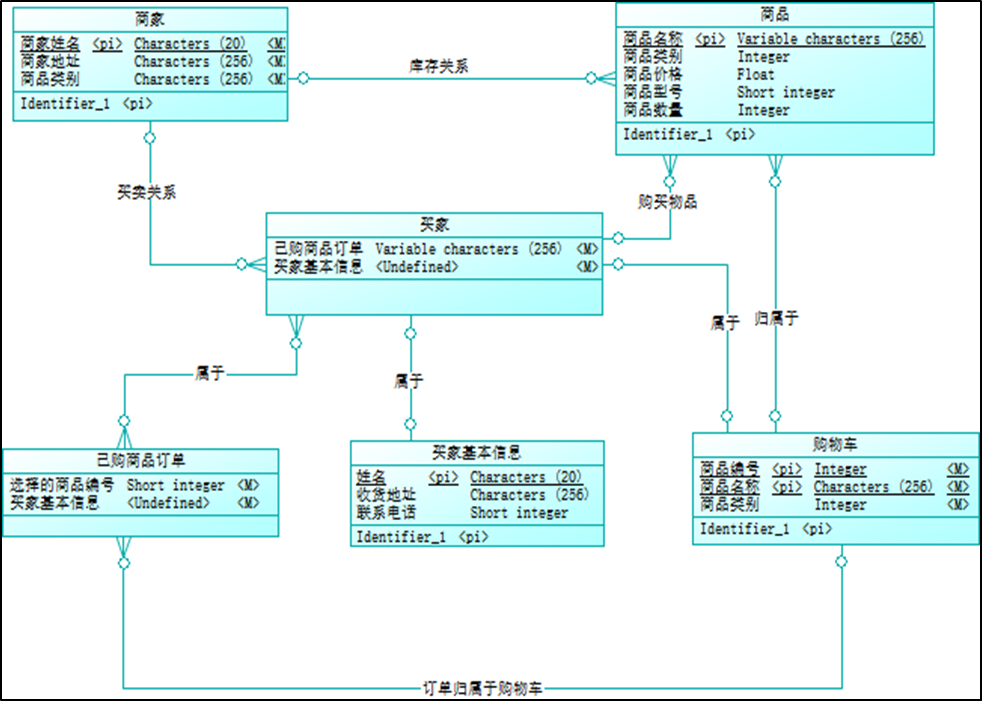 商家
商家姓名 <pi> Characters (20) <M
商家地址 Characters (256) <M
商品类别 Characters (256) <M
Identifier_1 <pi>
库存关系
商品
商品名称 <pi> Variable characters (256)
商品类别 Integer
商品价格 Float
商品型号 Short integer
商品数量 Integer
Identifier_1 <pi>
买卖关系
购买物品
买家
已购商品订单 Variable characters (256) <M>
买家基本信息 <Undefined> <M>
属于
归属于
属于
属于
已购商品订单
选择的商品编号 Short integer <M>
买家基本信息 <Undefined> <M>
买家基本信息
姓名 <pi> Characters (20)
收货地址 Characters (256)
联系电话 Short integer
Identifier_1 <pi>
购物车
商品编号 <pi> Integer <M>
商品名称 <pi> Characters (256) <M>
商品类别 Integer <M>
Identifier_1 <pi>
订单归属于购物车